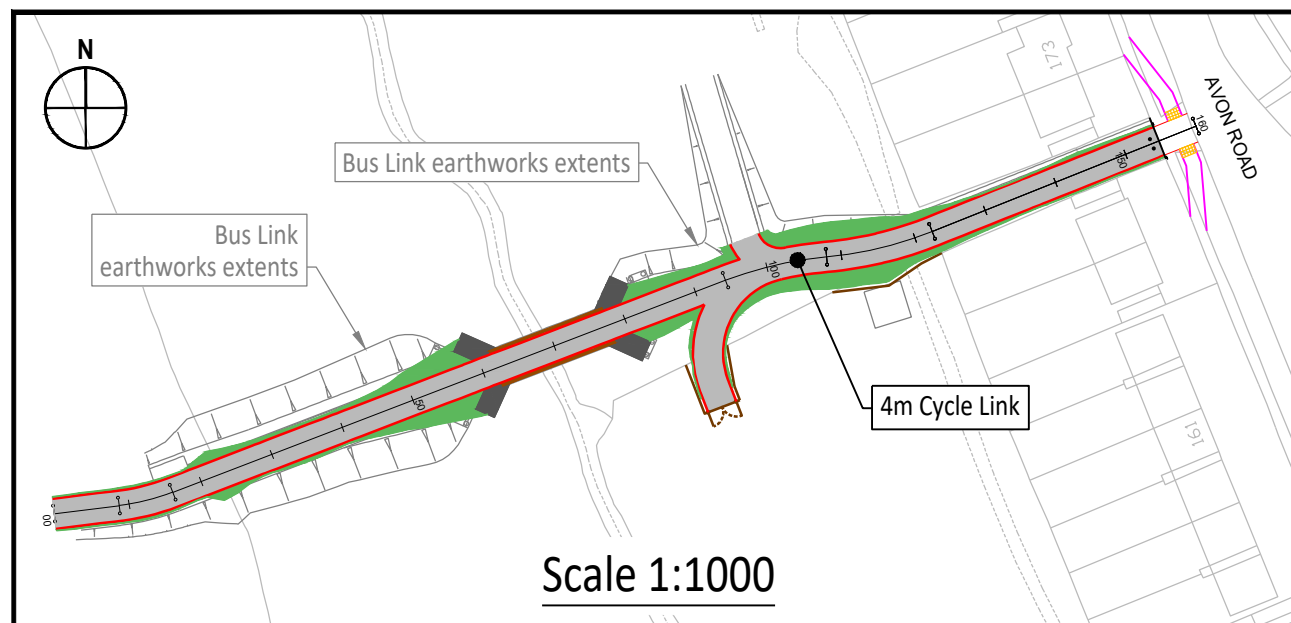 N
173
AVON ROAD
160
150
Bus Link earthworks extents
Bus Link
earthworks extents
100
4m Cycle Link
50
161
00
Scale 1:1000